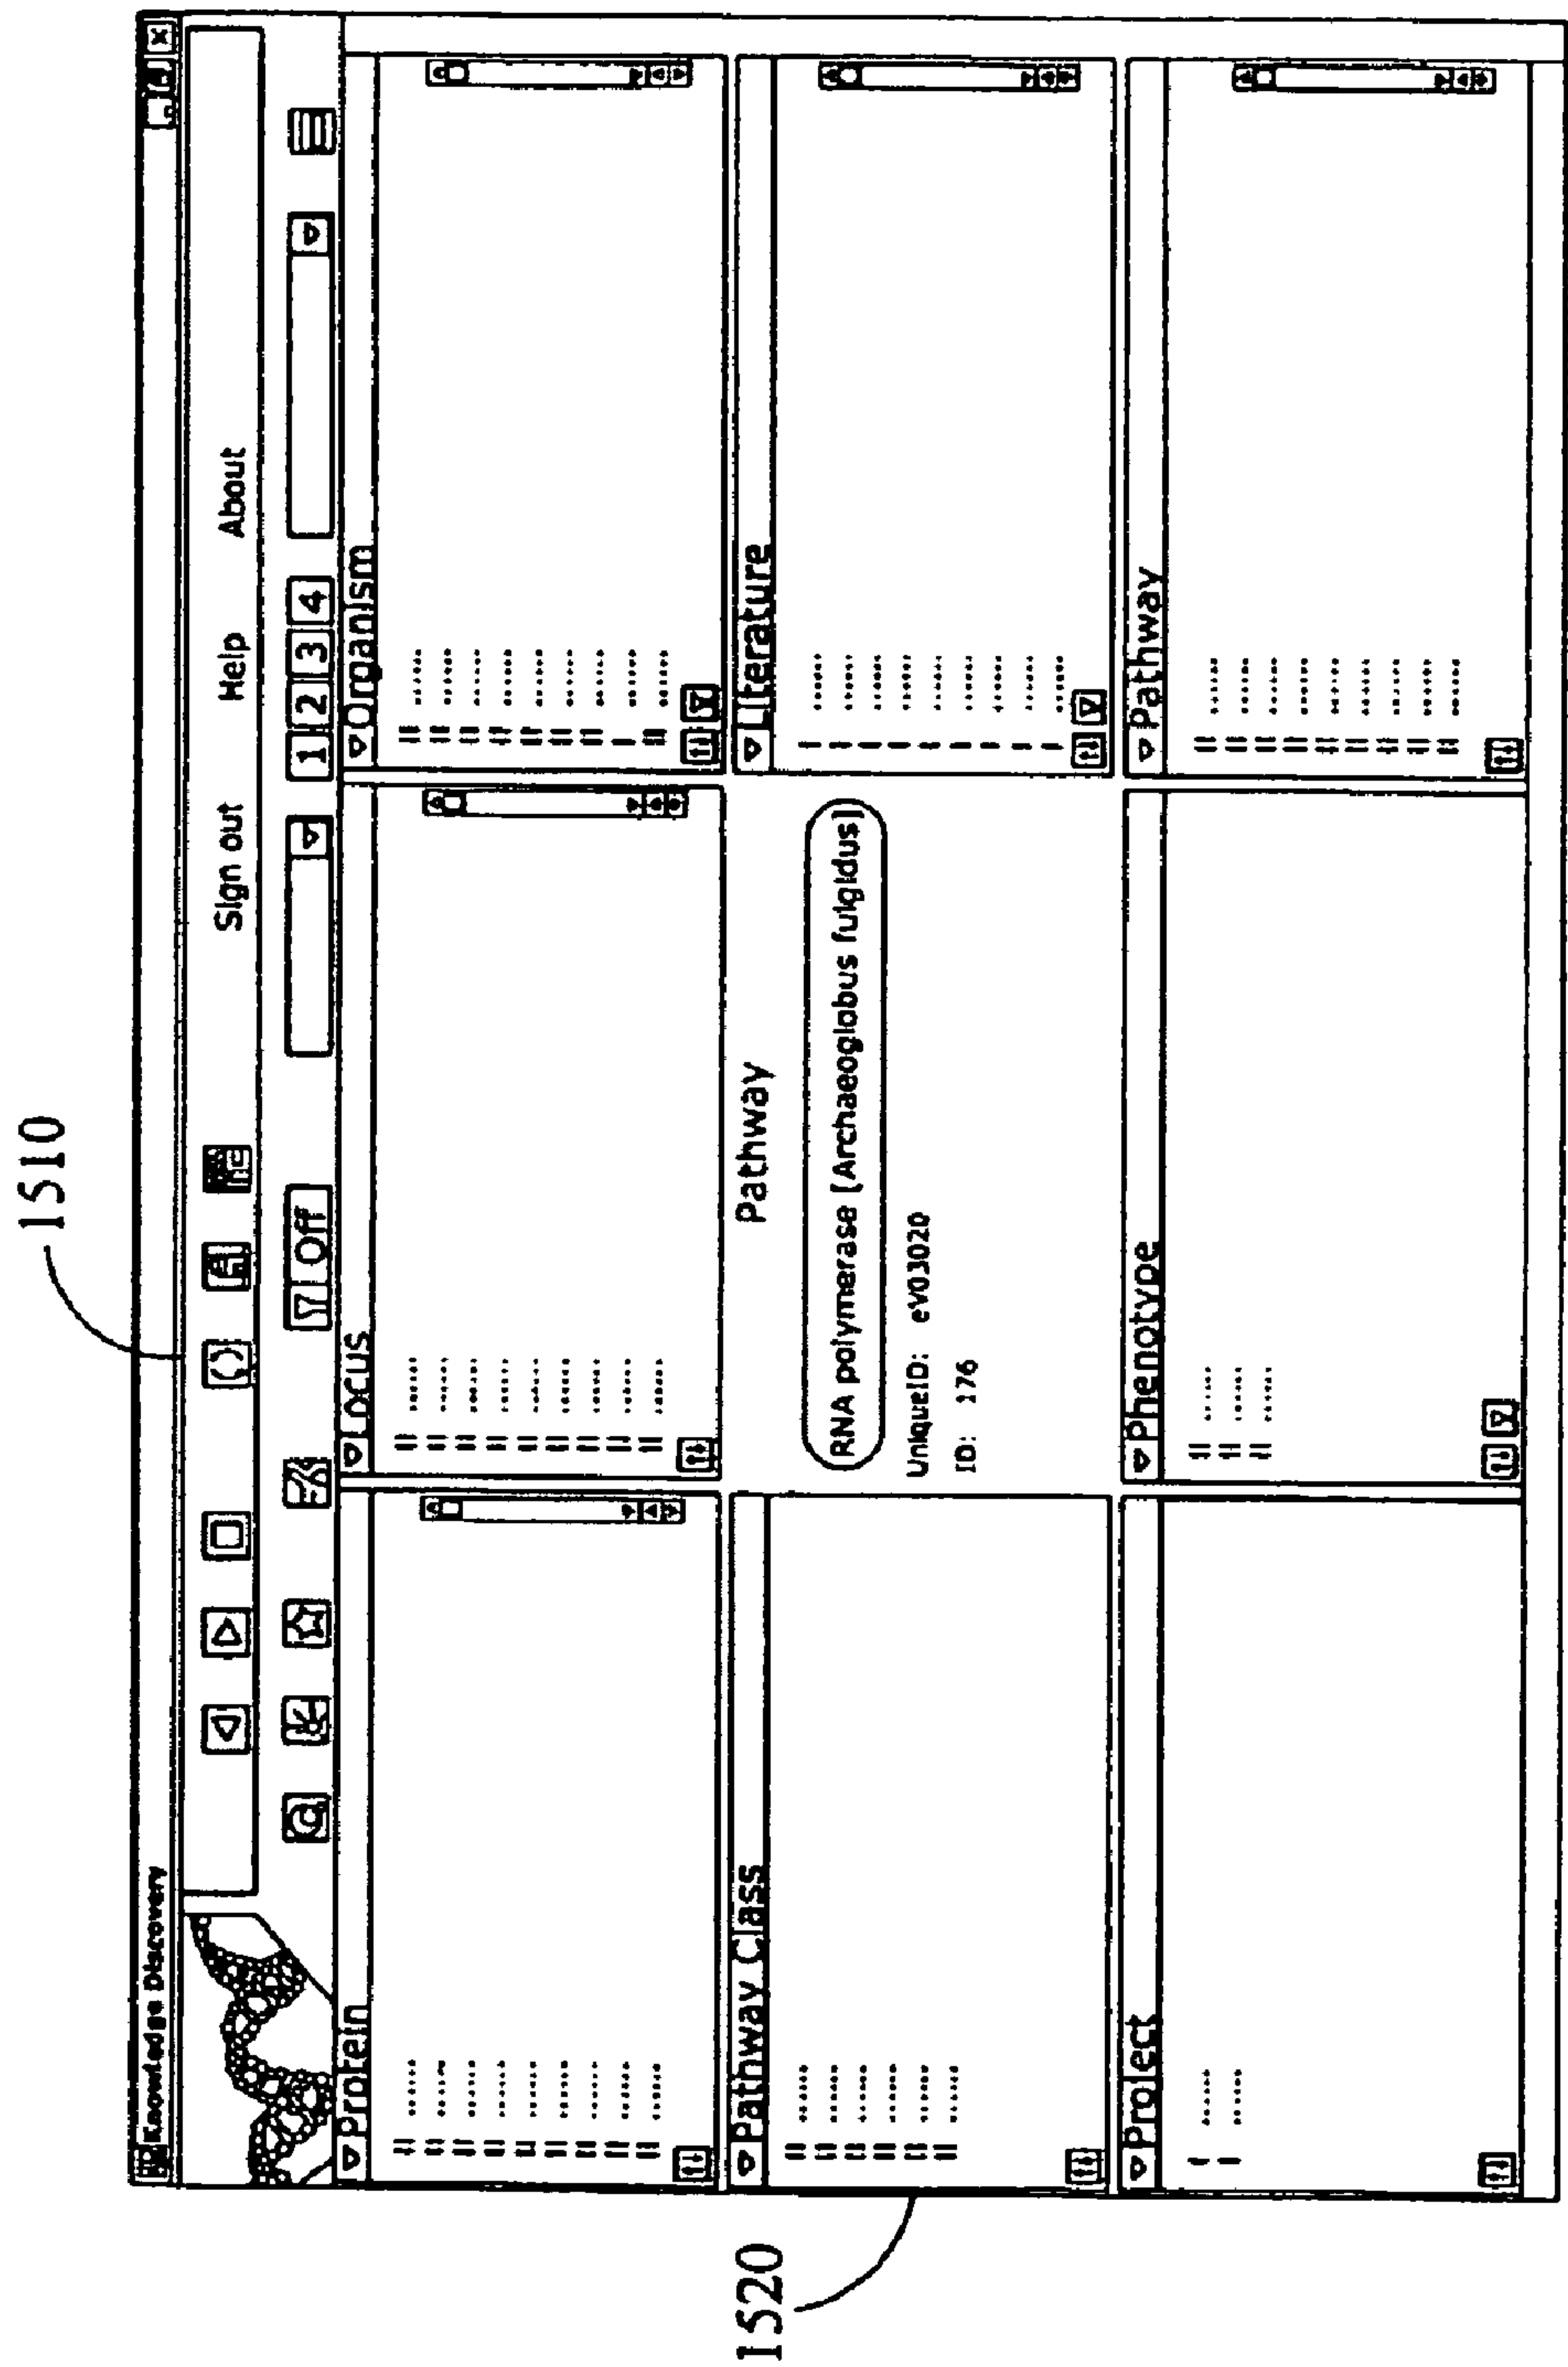 1510
Knowledge Discovery
Sign out Help About
Off 1 2 3 4
Protein
Locus
Organism
Pathway Class
Pathway
RNA polymerase [Archaeoglobus fulgidus]
UniqueID: eV03020
ID: 176
Literature
Project
Phenotype
Pathway
1520